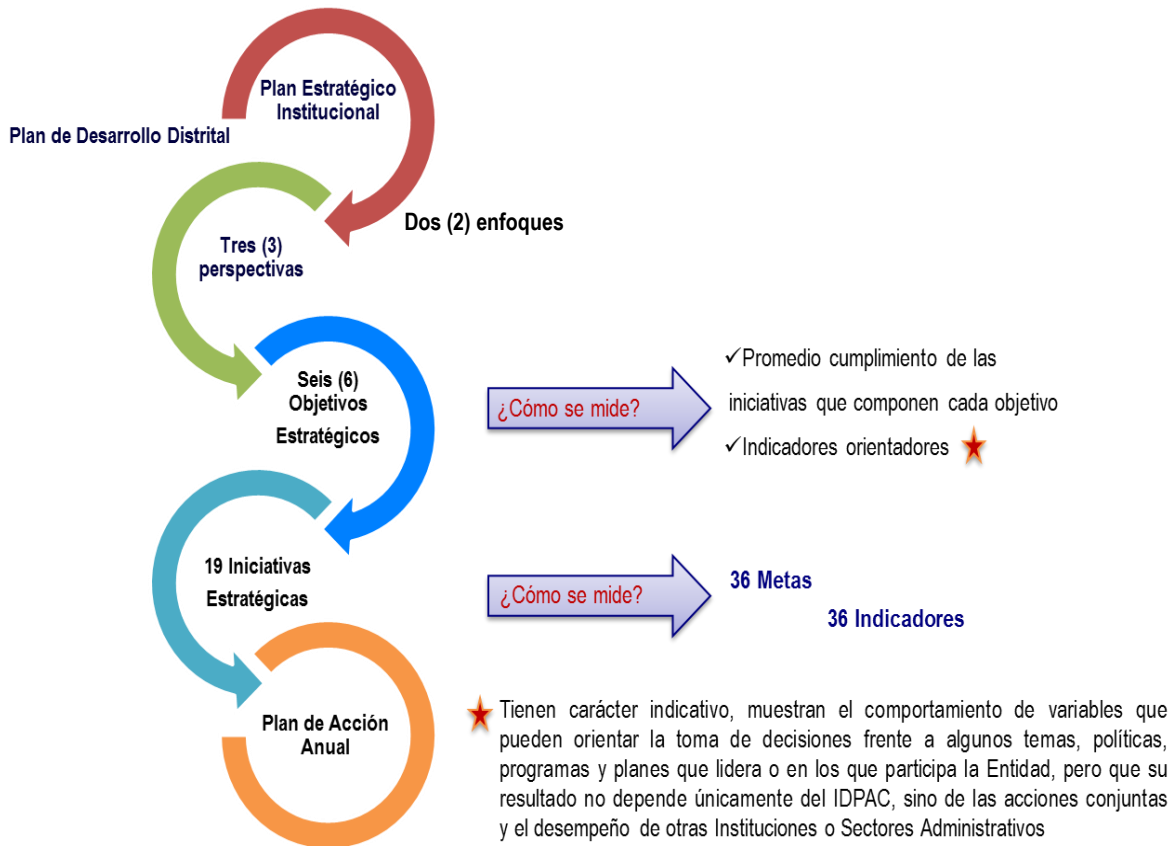 Plan Estratégico
Institucional
Plan de Desarrollo Distrital
Dos (2) enfoques
Tres (3)
perspectivas
Seis (6)
Objetivos
Estratégicos
¿Cómo se mide?
✓Promedio cumplimiento de las
iniciativas que componen cada objetivo
✓Indicadores orientadores
19 Iniciativas
Estratégicas
¿Cómo se mide?
36 Metas
36 Indicadores
Plan de Acción
Anual
Tienen carácter indicativo, muestran el comportamiento de variables que
pueden orientar la toma de decisiones frente a algunos temas, políticas,
programas y planes que lidera o en los que participa la Entidad, pero que su
resultado no depende únicamente del IDPAC, sino de las acciones conjuntas
y el desempeño de otras Instituciones o Sectores Administrativos